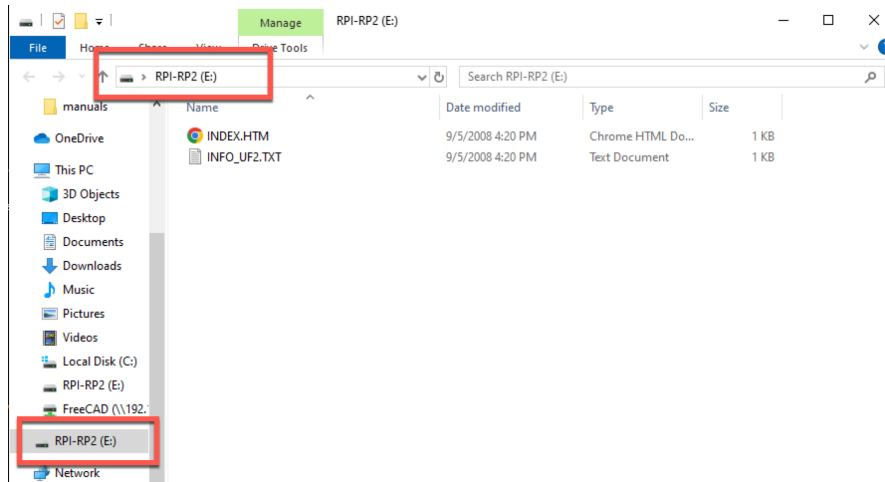 Manage RPI-RP2 (E:)
File Home Share View Drive Tools
RPI-RP2 (E:) Search RPI-RP2 (E:)
Name Date modified Type Size
INDEX.HTM 9/5/2008 4:20 PM Chrome HTML Do... 1 KB
INFO_UF2.TXT 9/5/2008 4:20 PM Text Document 1 KB
manuals
OneDrive
This PC
3D Objects
Desktop
Documents
Downloads
Music
Pictures
Videos
Local Disk (C:)
RPI-RP2 (E:)
FreeCAD (\\192.
RPI-RP2 (E:)
Network